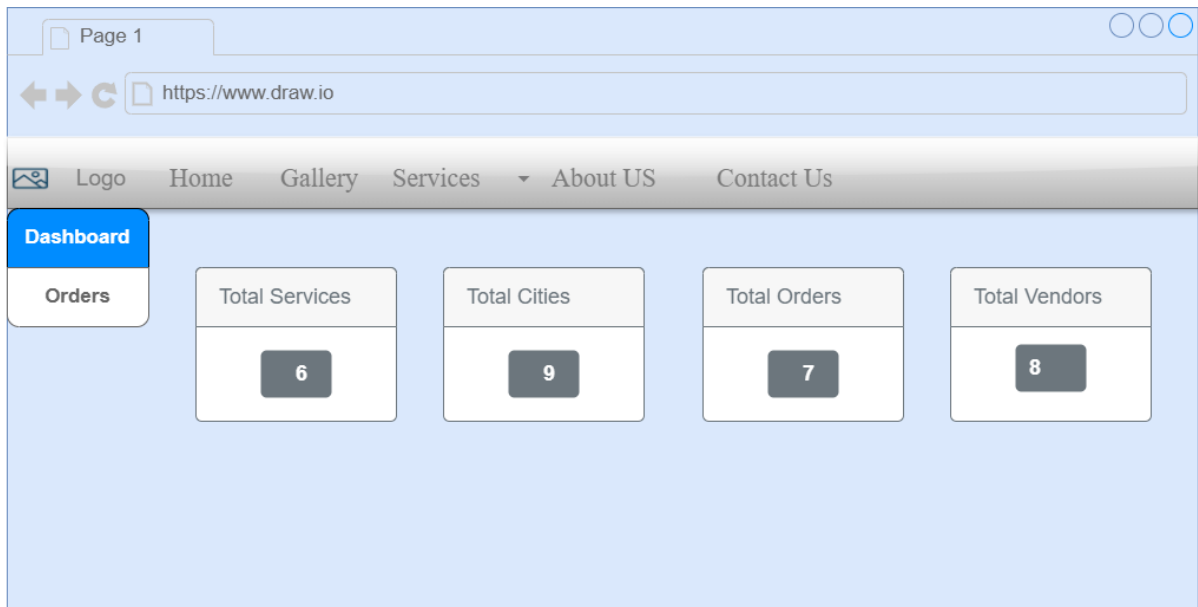 Page 1
https://www.draw.io
Logo Home Gallery Services About US Contact Us
Dashboard
Orders
Total Services Total Cities Total Orders Total Vendors
6 9 7 8